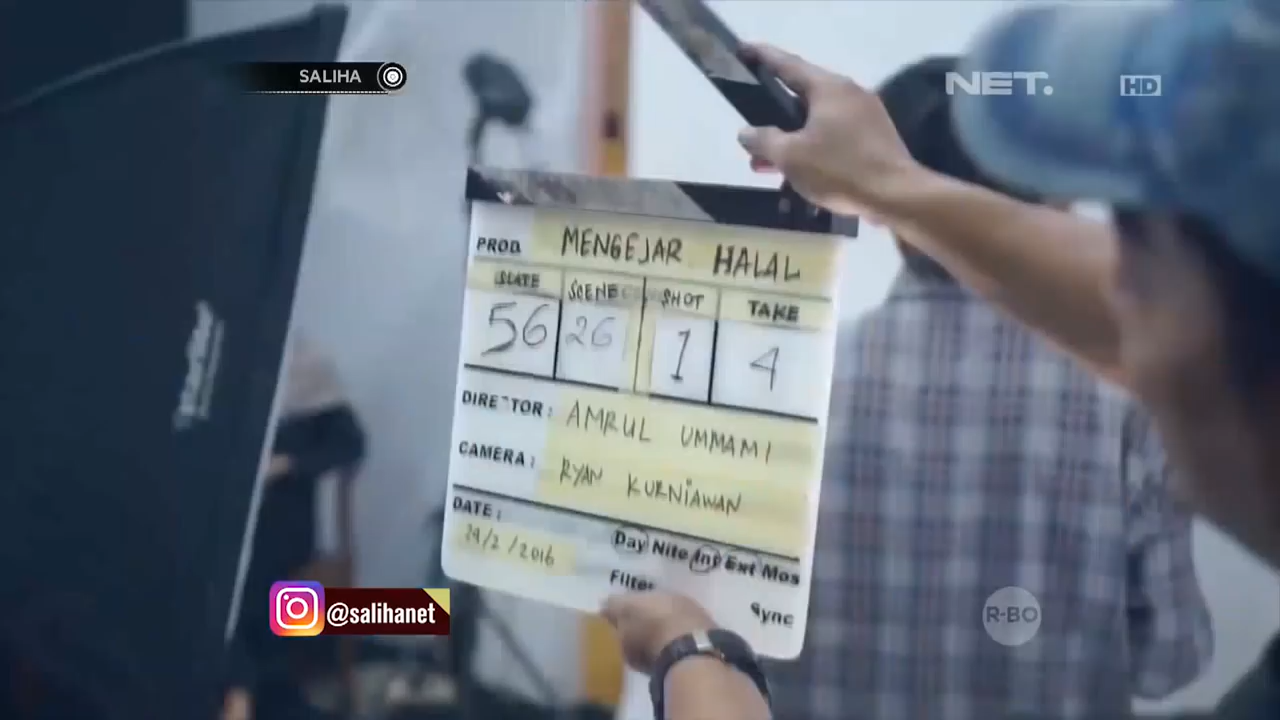 SALIHA
NET.
HD
PROD. MENGEJAR HALAL
SLATE SCENE SHOT TAKE
56 26 1 4
DIRECTOR: AMRUL UMMAMI
CAMERA: RYAN KURNIAWAN
DATE:
29/2/2016
Day Nite Int Ext Mos
Filter Sync
@salihanet
R-BO